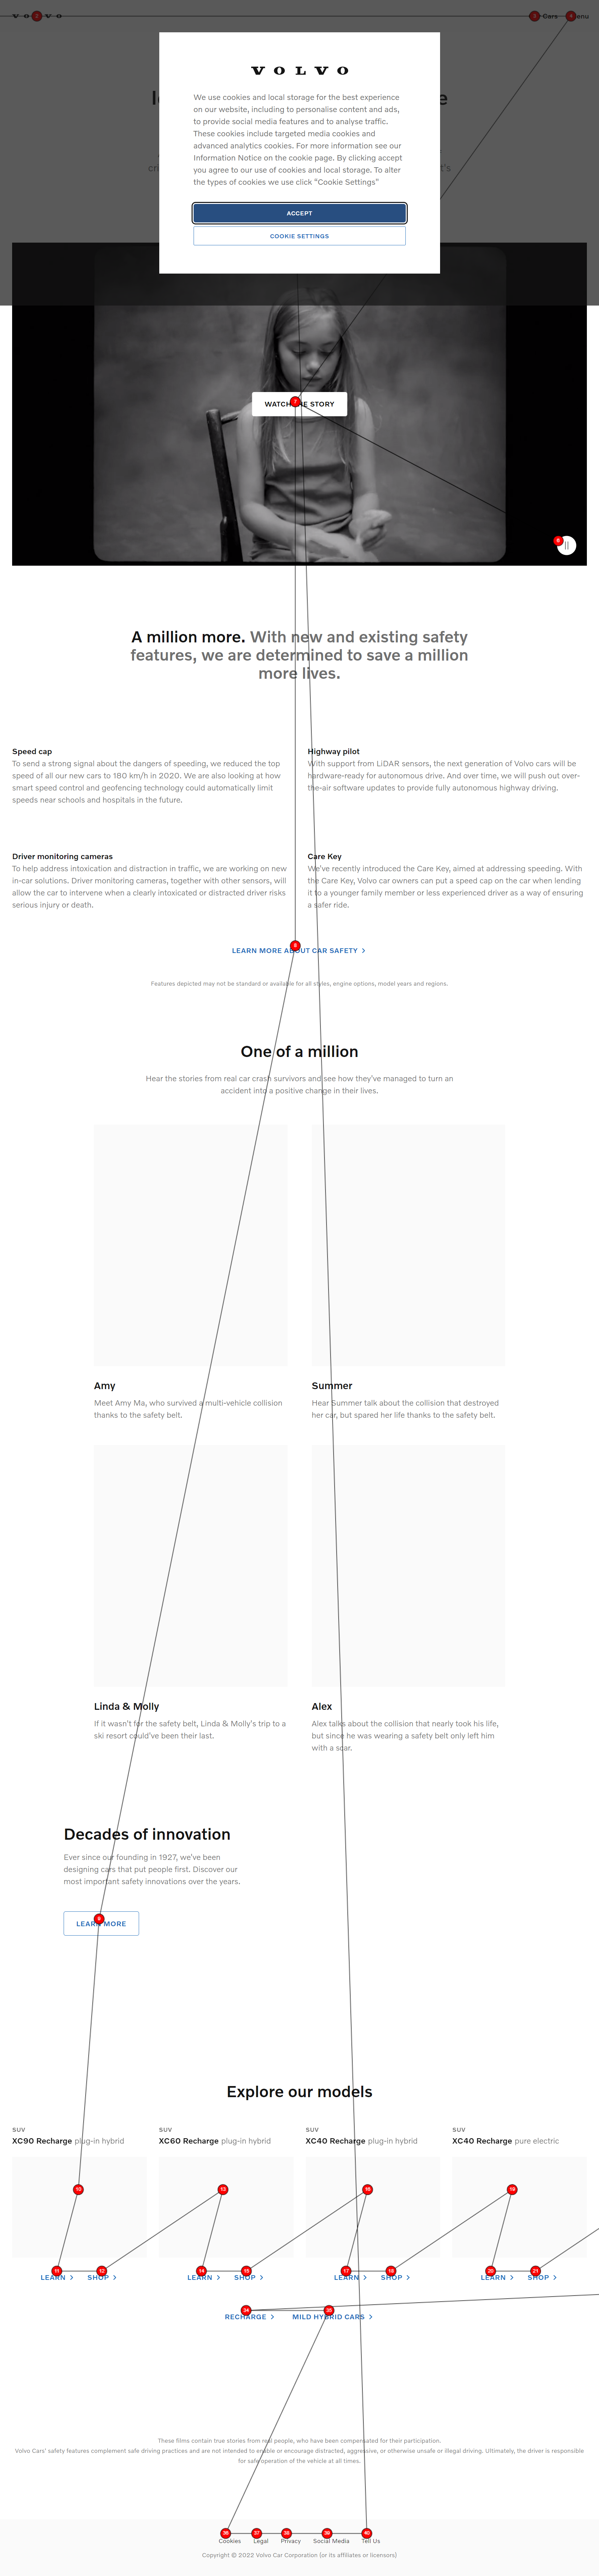 VOLVO
Cars
enu
VOLVO
We use cookies and local storage for the best experience
on our website, including to personalise content and ads,
to provide social media features and to analyse traffic.
These cookies include targeted media cookies and
advanced analytics cookies. For more information see our
Information Notice on the cookie page. By clicking accept
you agree to our use of cookies and local storage. To alter
the types of cookies we use click “Cookie Settings”
ACCEPT
COOKIE SETTINGS
WATCH THE STORY
A million more. With new and existing safety
features, we are determined to save a million
more lives.
Speed cap
To send a strong signal about the dangers of speeding, we reduced the top
speed of all our new cars to 180 km/h in 2020. We are also looking at how
smart speed control and geofencing technology could automatically limit
speeds near schools and hospitals in the future.
Highway pilot
With support from LiDAR sensors, the next generation of Volvo cars will be
hardware-ready for autonomous drive. And over time, we will push out over-
the-air software updates to provide fully autonomous highway driving.
Driver monitoring cameras
To help address intoxication and distraction in traffic, we are working on new
in-car solutions. Driver monitoring cameras, together with other sensors, will
allow the car to intervene when a clearly intoxicated or distracted driver risks
serious injury or death.
Care Key
We've recently introduced the Care Key, aimed at addressing speeding. With
the Care Key, Volvo car owners can put a speed cap on the car when lending
it to a younger family member or less experienced driver as a way of ensuring
a safer ride.
LEARN MORE ABOUT CAR SAFETY
Features depicted may not be standard or available for all styles, engine options, model years and regions.
One of a million
Hear the stories from real car crash survivors and see how they've managed to turn an
accident into a positive change in their lives.
Amy
Meet Amy Ma, who survived a multi-vehicle collision
thanks to the safety belt.
Summer
Hear Summer talk about the collision that destroyed
her car, but spared her life thanks to the safety belt.
Linda & Molly
If it wasn't for the safety belt, Linda & Molly's trip to a
ski resort could've been their last.
Alex
Alex talks about the collision that nearly took his life,
but since he was wearing a safety belt only left him
with a scar.
Decades of innovation
Ever since our founding in 1927, we've been
designing cars that put people first. Discover our
most important safety innovations over the years.
LEARN MORE
Explore our models
SUV
XC90 Recharge plug-in hybrid
SUV
XC60 Recharge plug-in hybrid
SUV
XC40 Recharge plug-in hybrid
SUV
XC40 Recharge pure electric
LEARN SHOP LEARN SHOP LEARN SHOP LEARN SHOP
RECHARGE MILD HYBRID CARS
These films contain true stories from real people, who have been compensated for their participation.
Volvo Cars' safety features complement safe driving practices and are not intended to enable or encourage distracted, aggressive, or otherwise unsafe or illegal driving. Ultimately, the driver is responsible
for safe operation of the vehicle at all times.
Cookies Legal Privacy Social Media Tell Us
Copyright © 2022 Volvo Car Corporation (or its affiliates or licensors)